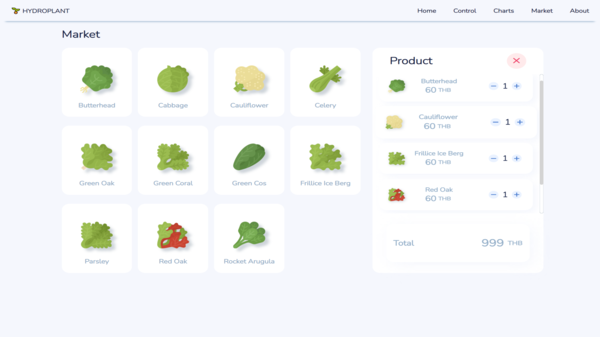 HYDROPLANT
Home Control Charts Market About
Market
Butterhead
Cabbage
Cauliflower
Celery
Green Oak
Green Coral
Green Cos
Frillice Ice Berg
Parsley
Red Oak
Rocket Arugula
Product
Butterhead
60 THB
1
Cauliflower
60 THB
1
Frillice Ice Berg
60 THB
1
Red Oak
60 THB
1
Total 999 THB